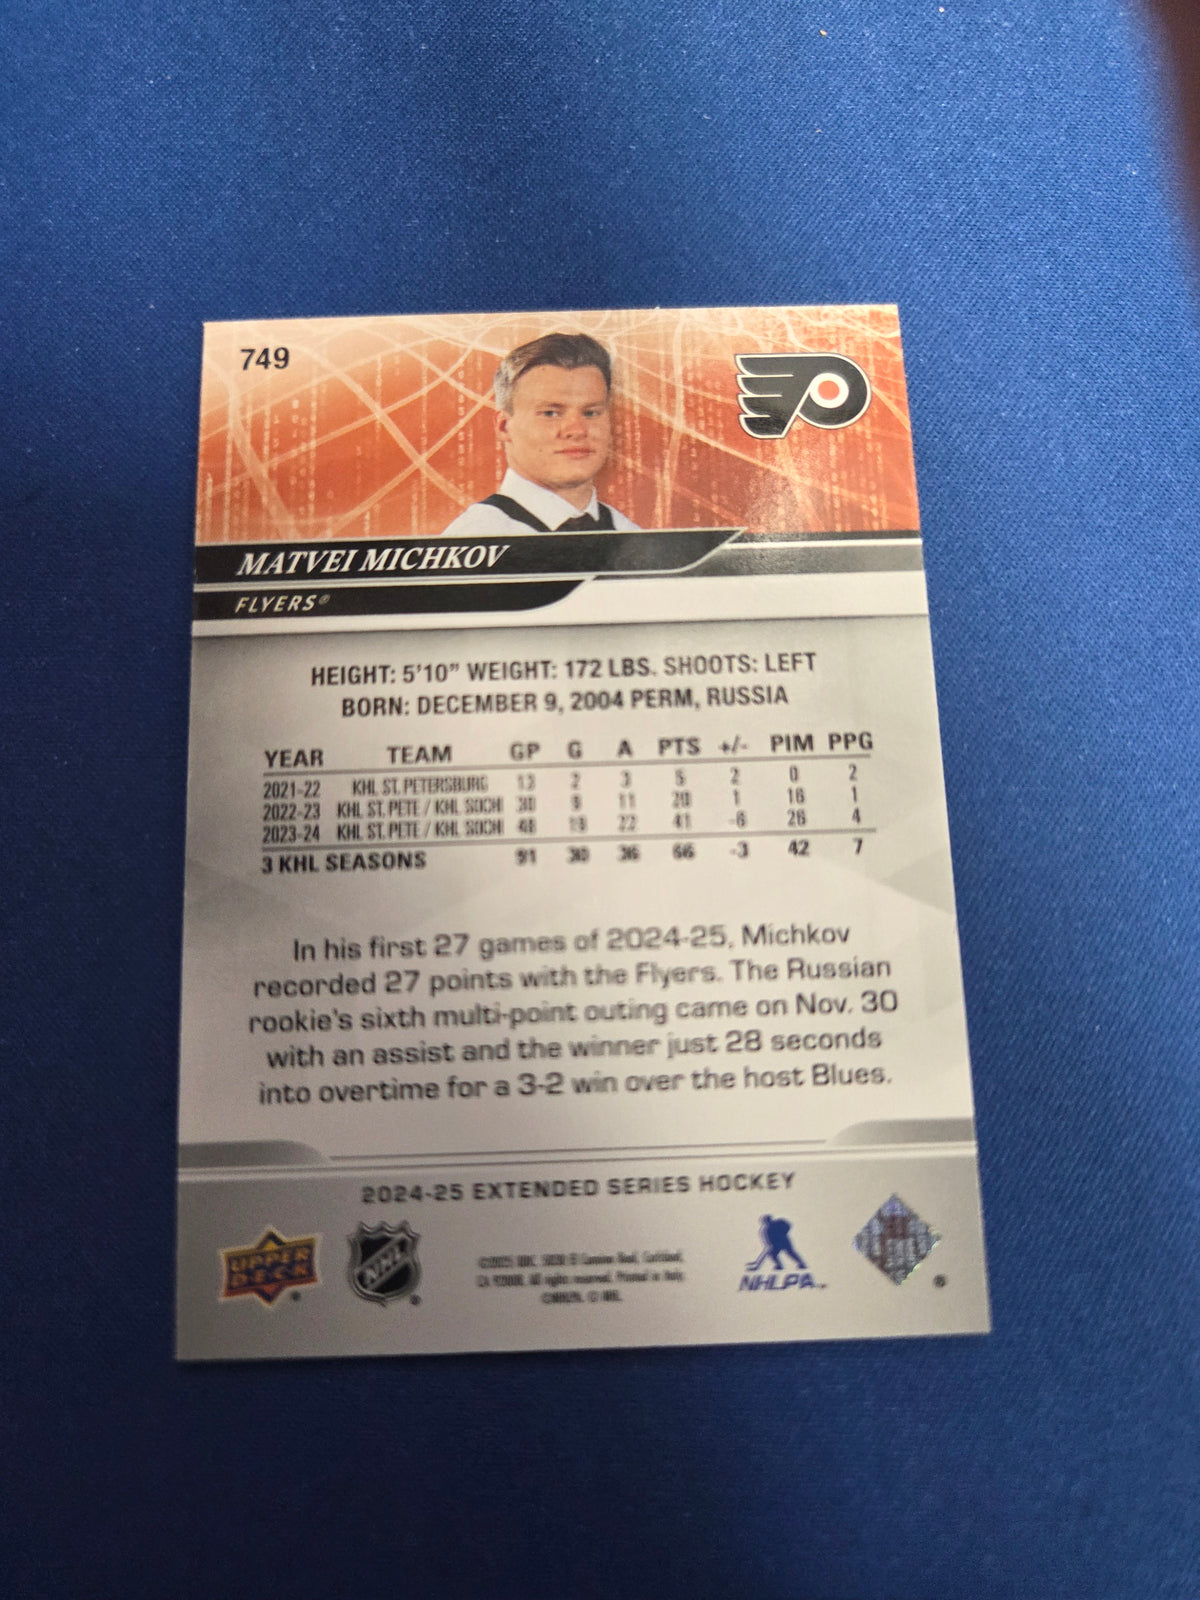 749
MATVEI MICHKOV
FLYERS®
HEIGHT: 5'10" WEIGHT: 172 LBS. SHOOTS: LEFT
BORN: DECEMBER 9, 2004 PERM, RUSSIA
YEAR TEAM GP G A PTS +/- PIM PPG
2021-22 KHL ST. PETERSBURG 13 2 3 5 2 0 2
2022-23 KHL ST. PETE / KHL SOCHI 30 9 11 20 1 16 1
2023-24 KHL ST. PETE / KHL SOCHI 48 19 22 41 -6 26 4
3 KHL SEASONS 91 30 36 66 -3 42 7
In his first 27 games of 2024-25, Michkov
recorded 27 points with the Flyers. The Russian
rookie's sixth multi-point outing came on Nov. 30
with an assist and the winner just 28 seconds
into overtime for a 3-2 win over the host Blues.
2024-25 EXTENDED SERIES HOCKEY
UPPER
DECK
NHL
NHLPA
All rights reserved. Printed in Italy.